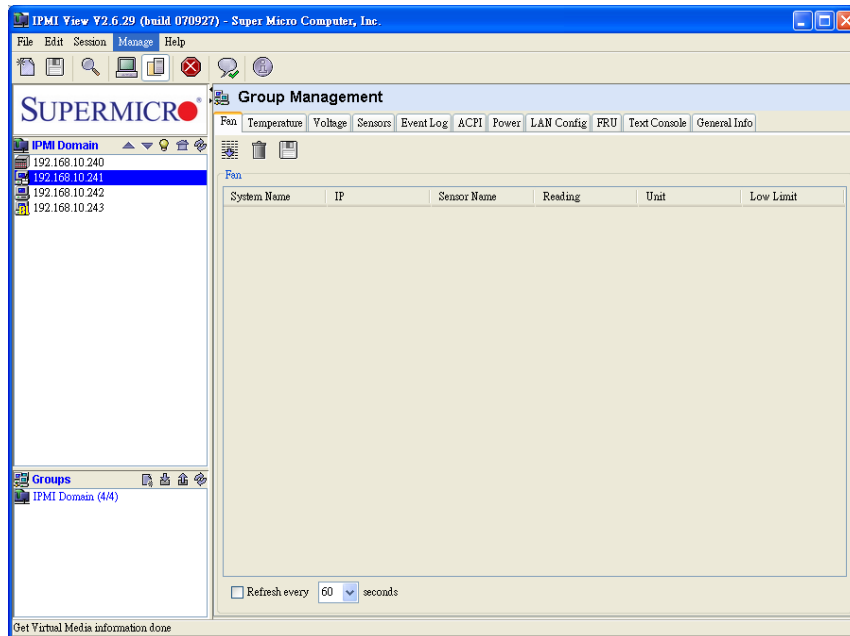 IPMI View V2.6.29 (build 070927) - Super Micro Computer, Inc.
File Edit Session Manage Help
SUPERMICRO®
Group Management
Fan Temperature Voltage Sensors Event Log ACPI Power LAN Config FRU Text Console General Info
IPMI Domain
192.168.10.240
192.168.10.241
192.168.10.242
192.168.10.243
Fan
System Name IP Sensor Name Reading Unit Low Limit
Groups
IPMI Domain (4/4)
Refresh every 60 seconds
Get Virtual Media information done